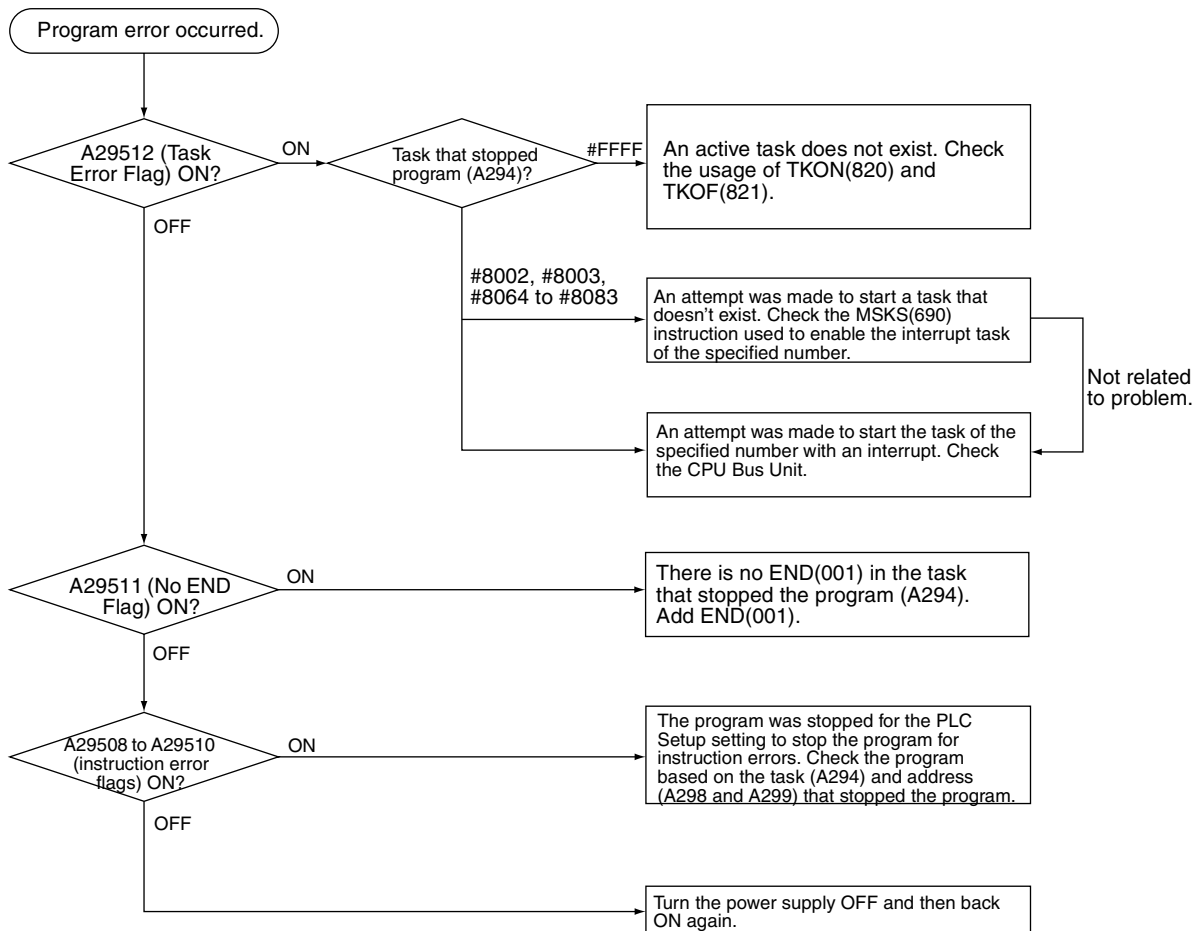 Program error occurred.
A29512 (Task
Error Flag) ON?
ON
Task that stopped
program (A294)?
#FFFF
An active task does not exist. Check
the usage of TKON(820) and
TKOF(821).
OFF
#8002, #8003,
#8064 to #8083
An attempt was made to start a task that
doesn't exist. Check the MSKS(690)
instruction used to enable the interrupt task
of the specified number.
Not related
to problem.
An attempt was made to start the task of the
specified number with an interrupt. Check
the CPU Bus Unit.
A29511 (No END
Flag) ON?
ON
There is no END(001) in the task
that stopped the program (A294).
Add END(001).
OFF
A29508 to A29510
(instruction error
flags) ON?
ON
The program was stopped for the PLC
Setup setting to stop the program for
instruction errors. Check the program
based on the task (A294) and address
(A298 and A299) that stopped the program.
OFF
Turn the power supply OFF and then back
ON again.